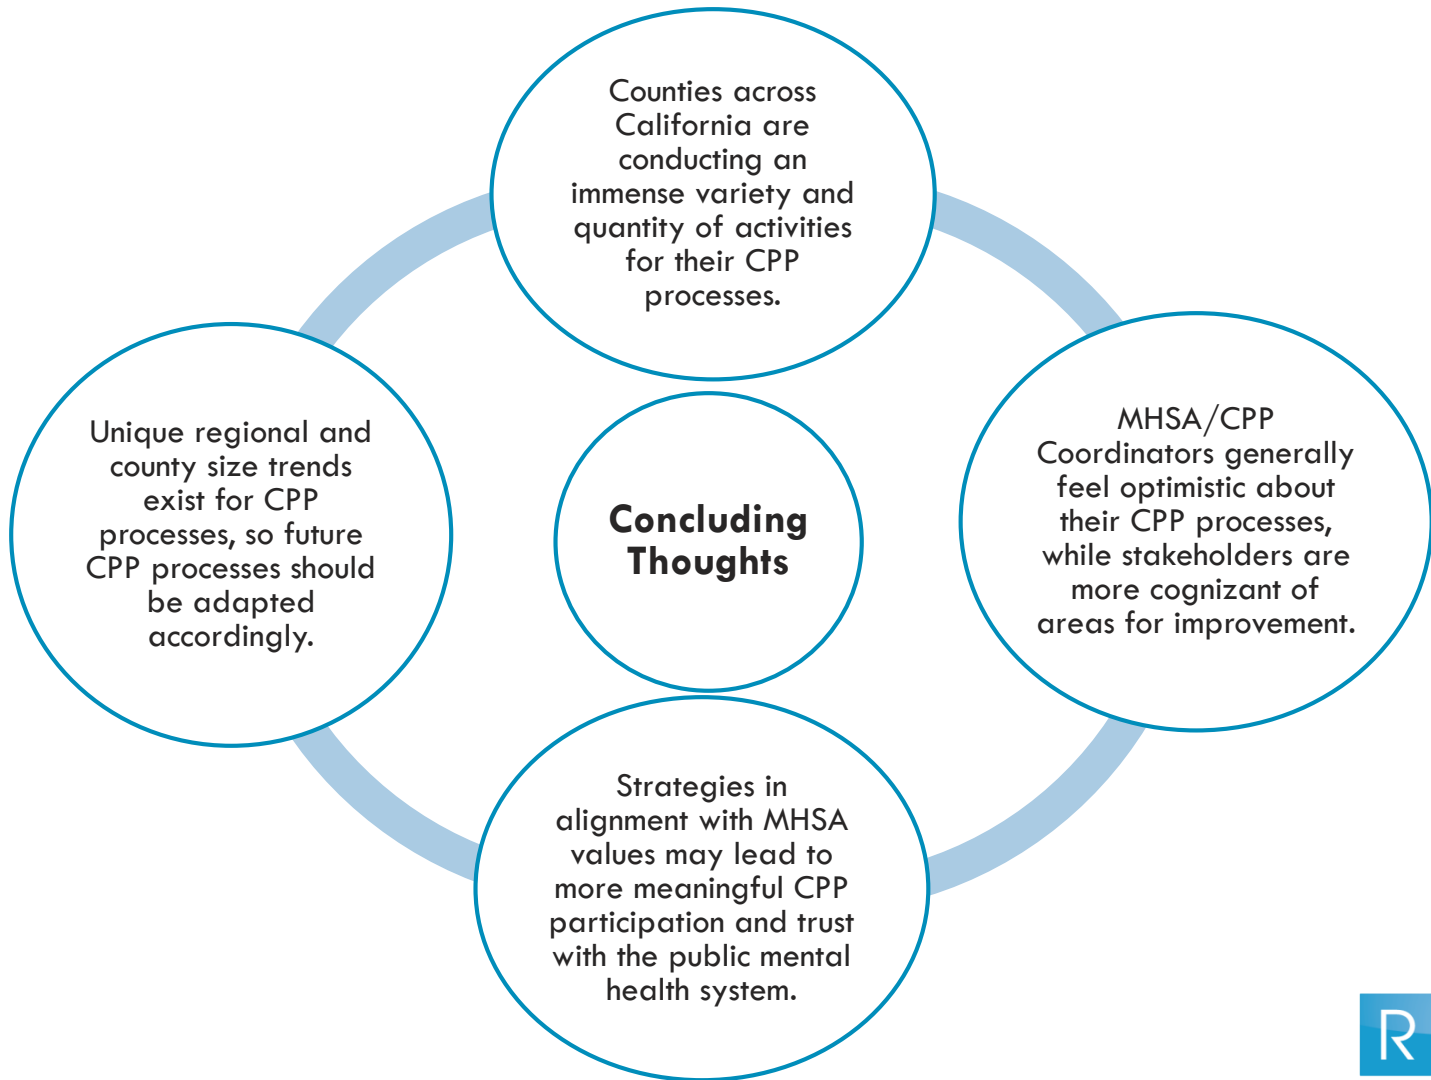 Counties across
California are
conducting an
immense variety and
quantity of activities
for their CPP
processes.
MHSA/CPP
Coordinators generally
feel optimistic about
their CPP processes,
while stakeholders are
more cognizant of
areas for improvement.
Strategies in
alignment with MHSA
values may lead to
more meaningful CPP
participation and trust
with the public mental
health system.
Unique regional and
county size trends
exist for CPP
processes, so future
CPP processes should
be adapted
accordingly.
Concluding
Thoughts
R